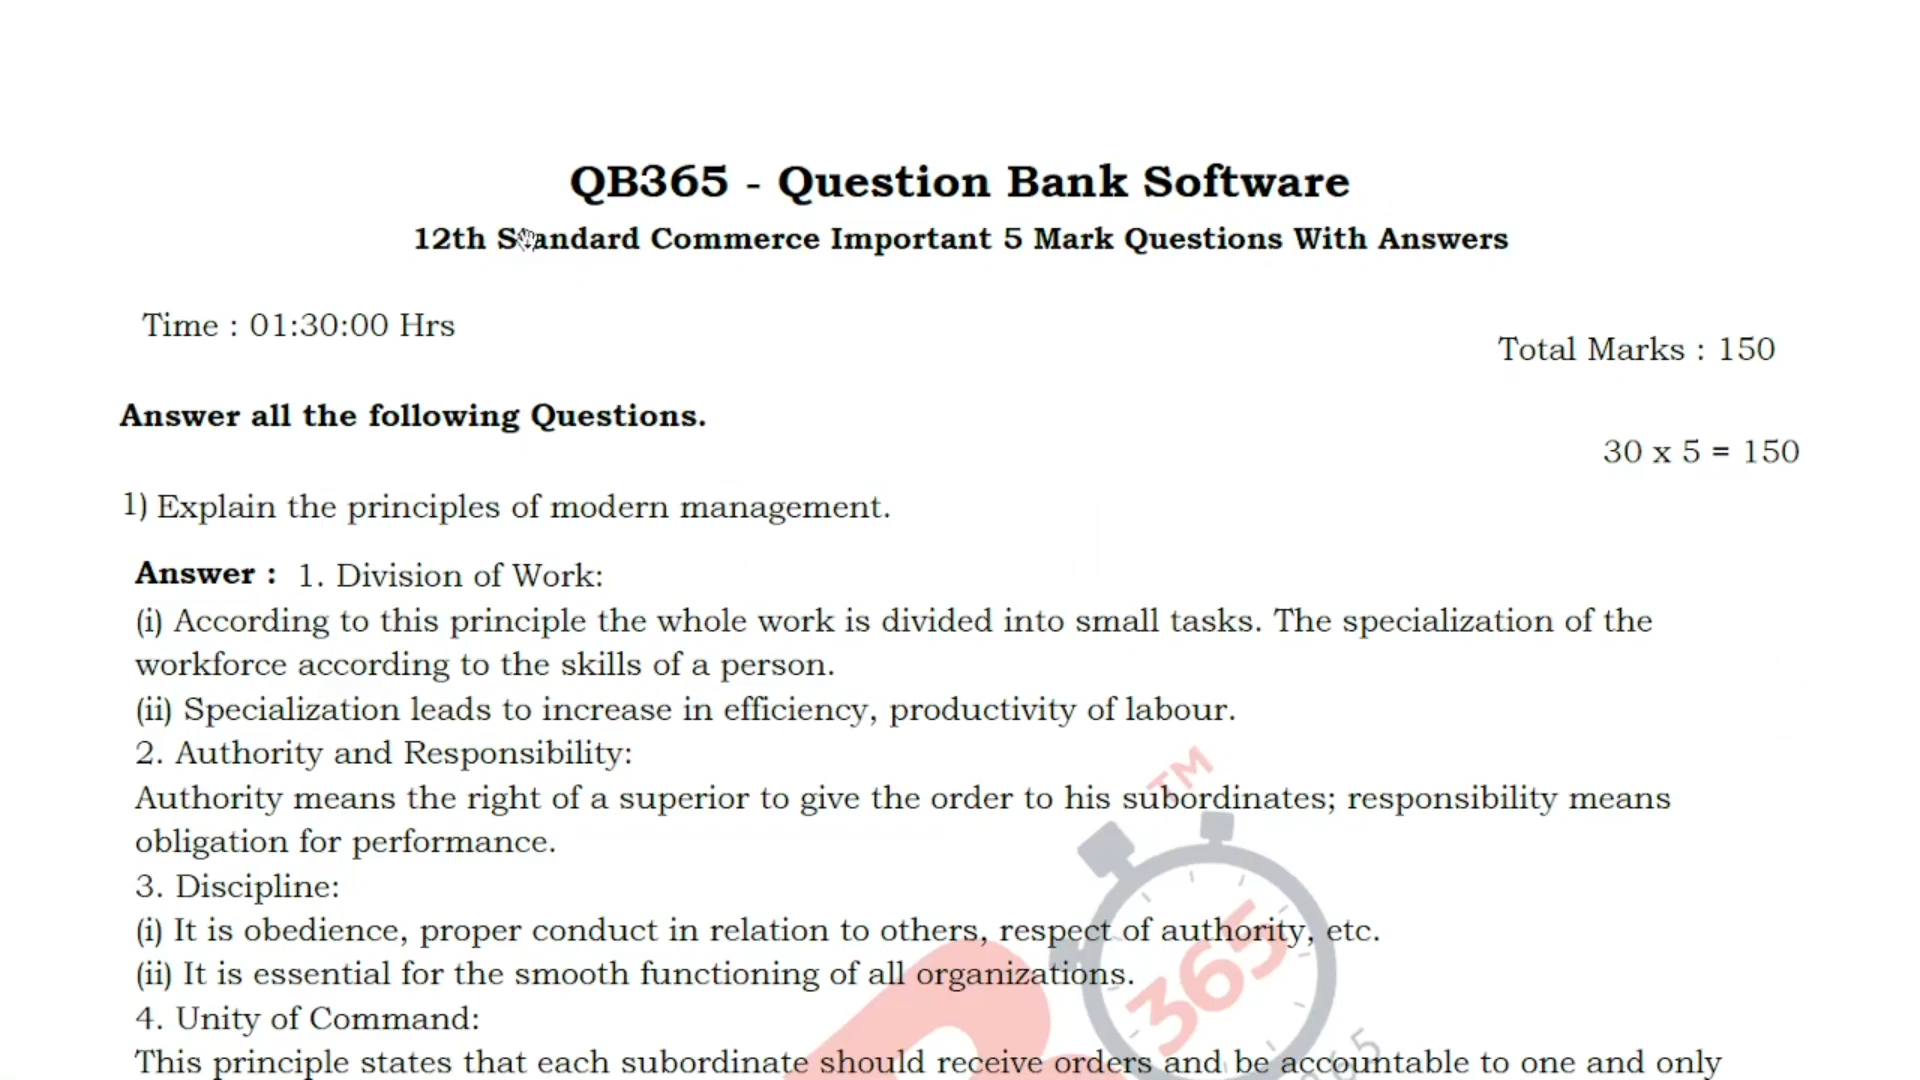 QB365 - Question Bank Software
12th Standard Commerce Important 5 Mark Questions With Answers
Time : 01:30:00 Hrs
Total Marks : 150
Answer all the following Questions.
30 x 5 = 150
1) Explain the principles of modern management.
Answer : 1. Division of Work:
(i) According to this principle the whole work is divided into small tasks. The specialization of the
workforce according to the skills of a person.
(ii) Specialization leads to increase in efficiency, productivity of labour.
2. Authority and Responsibility:
TM
Authority means the right of a superior to give the order to his subordinates; responsibility means
obligation for performance.
3. Discipline:
(i) It is obedience, proper conduct in relation to others, respect of authority, etc.
(ii) It is essential for the smooth functioning of all organizations.
365
4. Unity of Command:
This principle states that each subordinate should receive orders and be accountable to one and only
365